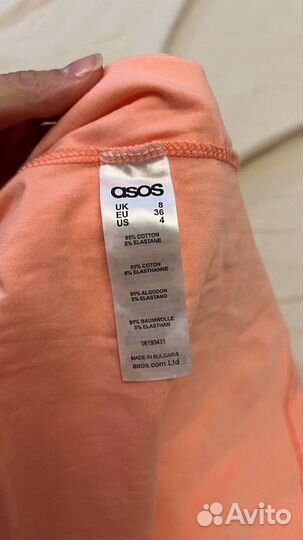 asos
UK 8
EU 36
US 4
95% COTTON
5% ELASTANE
95% COTON
5% ELASTHANNE
95% ALGODON
5% ELASTANO
95% BAUMWOLLE
5% ELASTHAN
06193431
MADE IN BULGARIA
asos.com Ltd
Avito